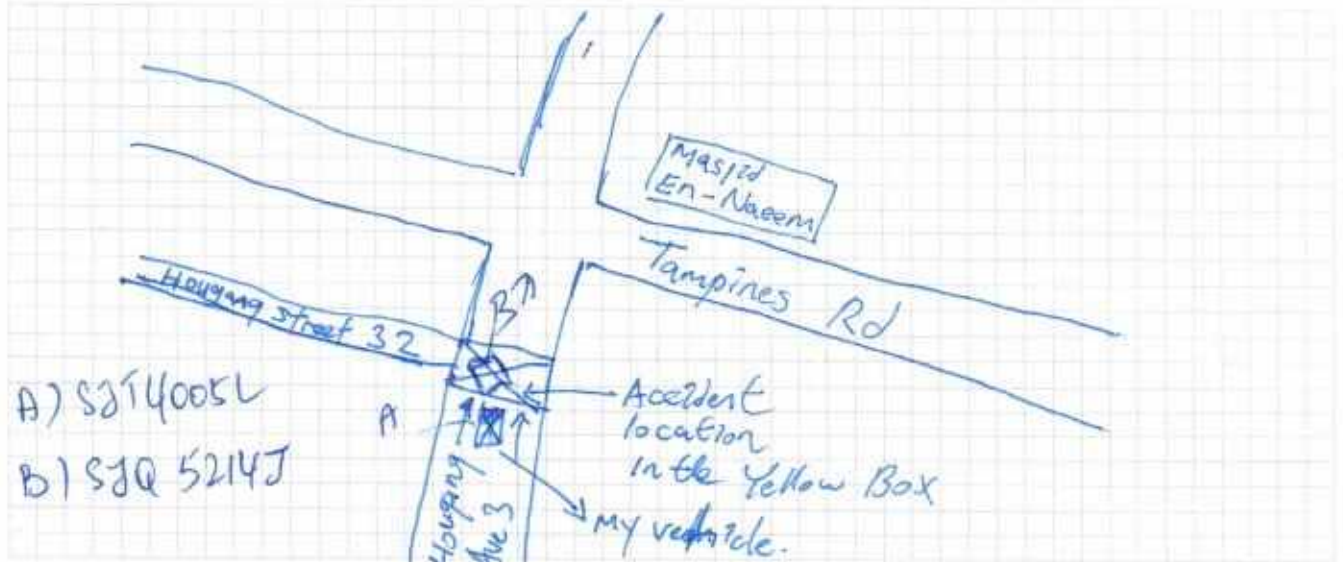 Masjid
En-Naeem
Tampines Rd
Hougang street 32
B
A) SJT4005L
B) SJQ 5214J
A
Accident
location
in the Yellow Box
My vehicle.
Hougang
Ave 3